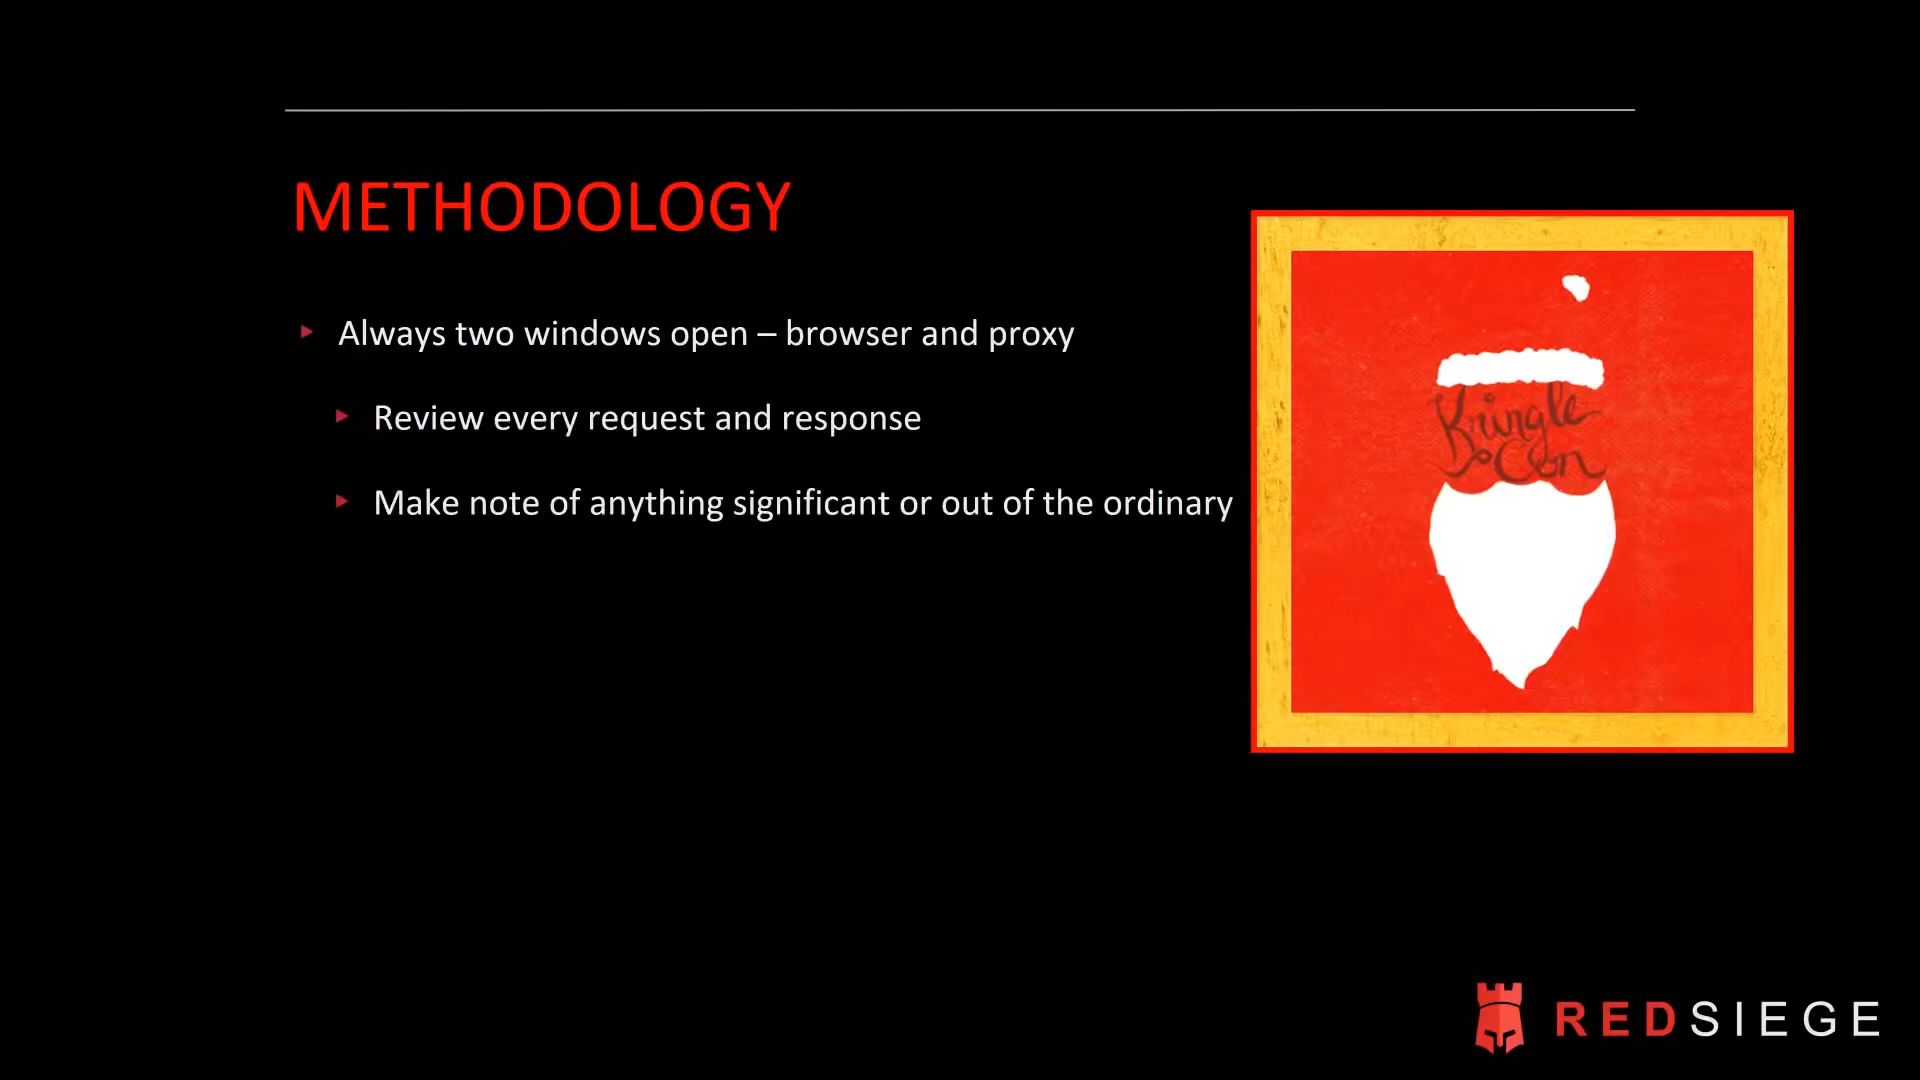 METHODOLOGY
Always two windows open – browser and proxy
Review every request and response
Make note of anything significant or out of the ordinary
Kringle
Con
REDSIEGE